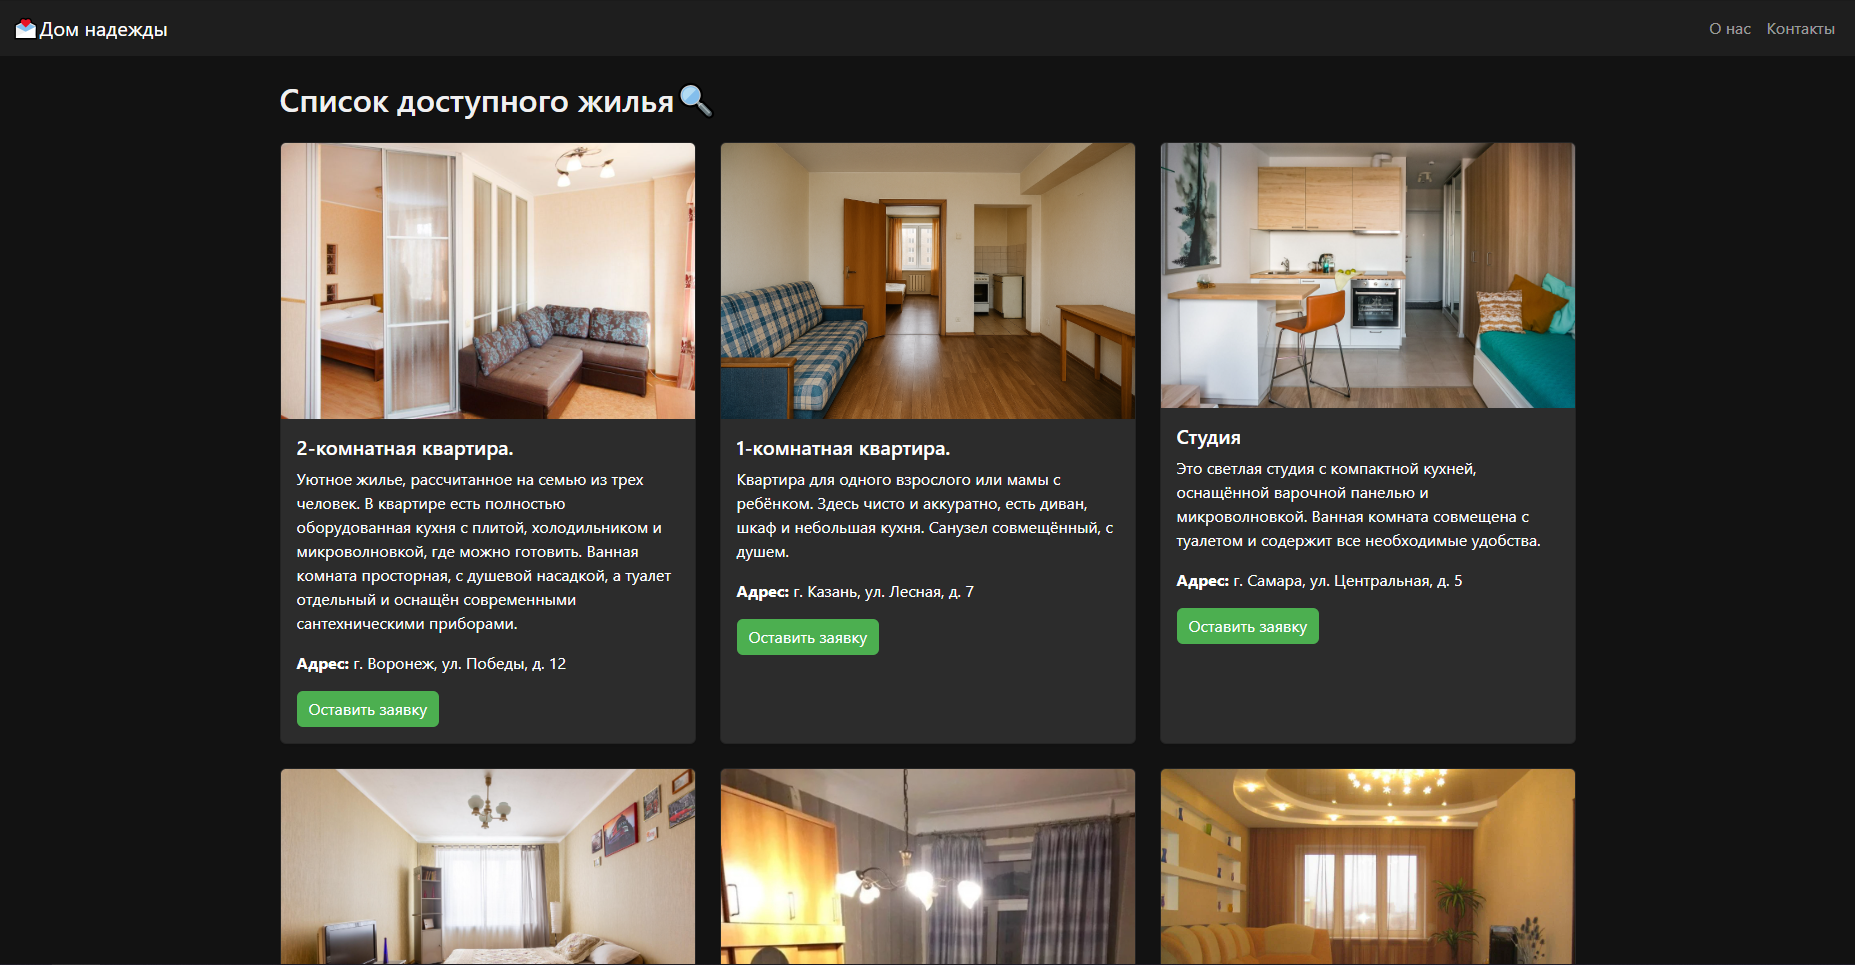 Дом надежды
О нас Контакты
Список доступного жилья
2-комнатная квартира.
Уютное жилье, рассчитанное на семью из трех
человек. В квартире есть полностью
оборудованная кухня с плитой, холодильником и
микроволновкой, где можно готовить. Ванная
комната просторная, с душевой насадкой, а туалет
отдельный и оснащён современными
сантехническими приборами.
Адрес: г. Воронеж, ул. Победы, д. 12
Оставить заявку
1-комнатная квартира.
Квартира для одного взрослого или мамы с
ребёнком. Здесь чисто и аккуратно, есть диван,
шкаф и небольшая кухня. Санузел совмещённый, с
душем.
Адрес: г. Казань, ул. Лесная, д. 7
Оставить заявку
Студия
Это светлая студия с компактной кухней,
оснащённой варочной панелью и
микроволновкой. Ванная комната совмещена с
туалетом и содержит все необходимые удобства.
Адрес: г. Самара, ул. Центральная, д. 5
Оставить заявку